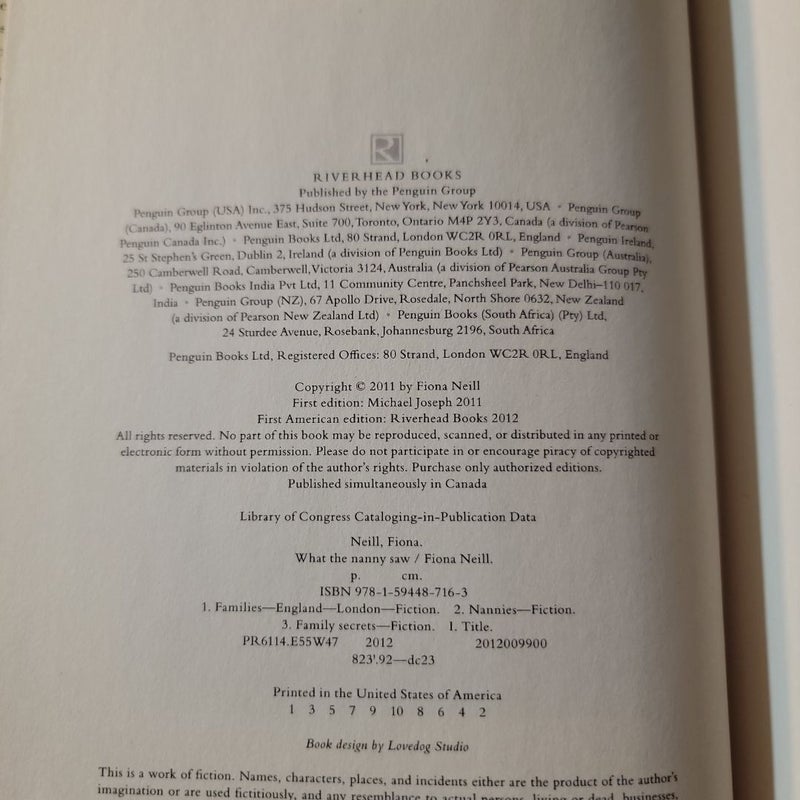 R
RIVERHEAD BOOKS
Published by the Penguin Group
Penguin Group (USA) Inc., 375 Hudson Street, New York, New York 10014, USA • Penguin Group
(Canada), 90 Eglinton Avenue East, Suite 700, Toronto, Ontario M4P 2Y3, Canada (a division of Pearson
Penguin Canada Inc.) • Penguin Books Ltd, 80 Strand, London WC2R 0RL, England • Penguin Ireland,
25 St Stephen's Green, Dublin 2, Ireland (a division of Penguin Books Ltd) • Penguin Group (Australia),
250 Camberwell Road, Camberwell, Victoria 3124, Australia (a division of Pearson Australia Group Pty
Ltd) • Penguin Books India Pvt Ltd, 11 Community Centre, Panchsheel Park, New Delhi–110 017,
India • Penguin Group (NZ), 67 Apollo Drive, Rosedale, North Shore 0632, New Zealand
(a division of Pearson New Zealand Ltd) • Penguin Books (South Africa) (Pty) Ltd,
24 Sturdee Avenue, Rosebank, Johannesburg 2196, South Africa
Penguin Books Ltd, Registered Offices: 80 Strand, London WC2R 0RL, England
Copyright © 2011 by Fiona Neill
First edition: Michael Joseph 2011
First American edition: Riverhead Books 2012
All rights reserved. No part of this book may be reproduced, scanned, or distributed in any printed or
electronic form without permission. Please do not participate in or encourage piracy of copyrighted
materials in violation of the author's rights. Purchase only authorized editions.
Published simultaneously in Canada
Library of Congress Cataloging-in-Publication Data
Neill, Fiona.
What the nanny saw / Fiona Neill.
p. cm.
ISBN 978-1-59448-716-3
1. Families—England—London—Fiction. 2. Nannies—Fiction.
3. Family secrets—Fiction. I. Title.
PR6114.E55W47 2012 2012009900
823'.92—dc23
Printed in the United States of America
1 3 5 7 9 10 8 6 4 2
Book design by Lovedog Studio
This is a work of fiction. Names, characters, places, and incidents either are the product of the author's
imagination or are used fictitiously, and any resemblance to actual persons, living or dead, businesses,